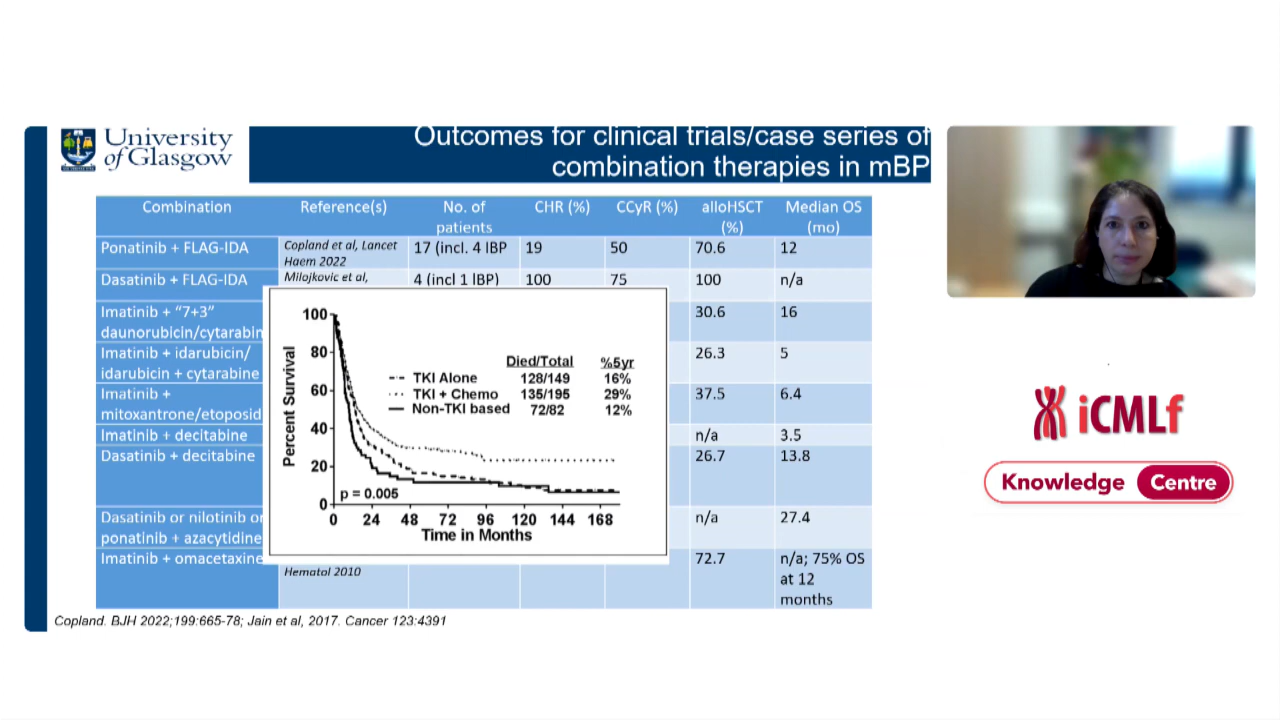 University
of Glasgow
Outcomes for clinical trials/case series of
combination therapies in mBP
Combination
Reference(s)
No. of
patients
CHR (%)
CCyR (%)
alloHSCT
(%)
Median OS
(mo)
Ponatinib + FLAG-IDA
Copland et al, Lancet
Haem 2022
17 (incl. 4 lBP
19
50
70.6
12
Dasatinib + FLAG-IDA
Milojkovic et al,
4 (incl 1 lBP)
100
75
100
n/a
Imatinib + “7+3”
daunorubicin/cytarabin
30.6
16
Imatinib + idarubicin/
idarubicin + cytarabine
26.3
5
Imatinib +
mitoxantrone/etoposid
37.5
6.4
Imatinib + decitabine
n/a
3.5
Dasatinib + decitabine
26.7
13.8
Dasatinib or nilotinib or
ponatinib + azacytidine
n/a
27.4
Imatinib + omacetaxine
Hematol 2010
72.7
n/a; 75% OS
at 12
months
Percent Survival
100
80
60
40
20
0
Died/Total %5yr
TKI Alone 128/149 16%
TKI + Chemo 135/195 29%
Non-TKI based 72/82 12%
p = 0.005
0 24 48 72 96 120 144 168
Time in Months
Copland. BJH 2022;199:665-78; Jain et al, 2017. Cancer 123:4391
iCMLf
Knowledge Centre